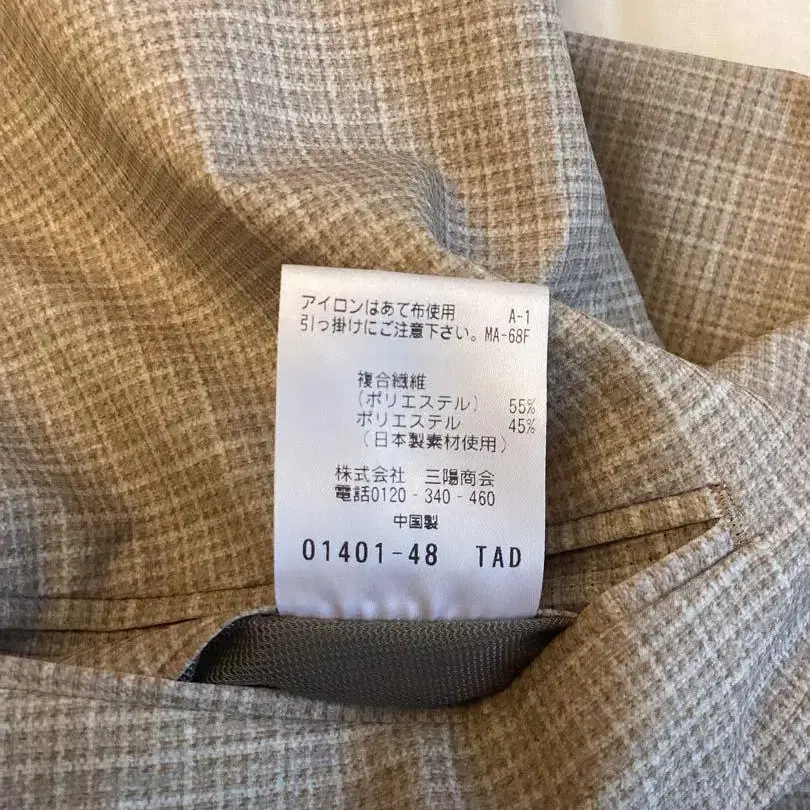 アイロンはあて布使用 A-1
引っ掛けにご注意下さい。 MA-68F
複合繊維
(ポリエステル) 55%
ポリエステル 45%
(日本製素材使用)
株式会社 三陽商会
電話0120-340-460
中国製
01401-48 TAD